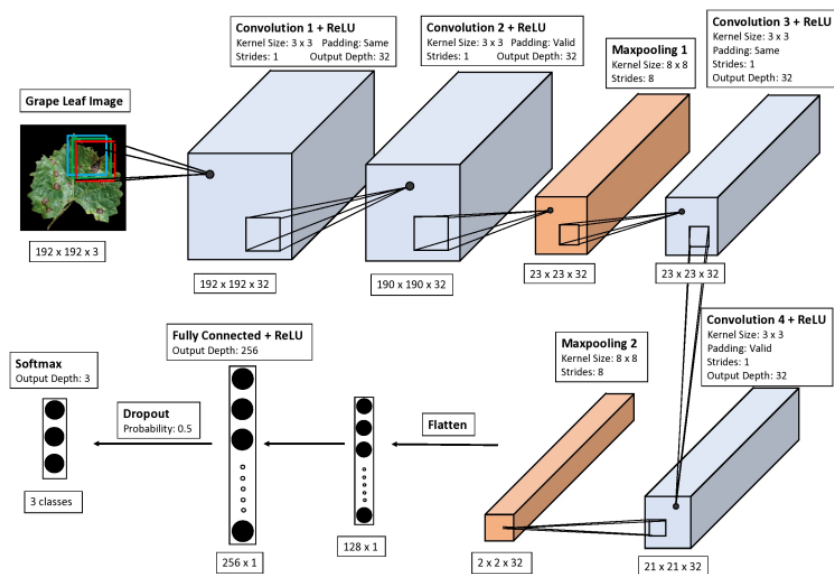 Convolution 1 + ReLU
Kernel Size: 3 x 3 Padding: Same
Strides: 1 Output Depth: 32
Convolution 2 + ReLU
Kernel Size: 3 x 3 Padding: Valid
Strides: 1 Output Depth: 32
Maxpooling 1
Kernel Size: 8 x 8
Strides: 8
Convolution 3 + ReLU
Kernel Size: 3 x 3
Padding: Same
Strides: 1
Output Depth: 32
Grape Leaf Image
192 x 192 x 3
192 x 192 x 32
190 x 190 x 32
23 x 23 x 32
23 x 23 x 32
Convolution 4 + ReLU
Kernel Size: 3 x 3
Padding: Valid
Strides: 1
Output Depth: 32
Maxpooling 2
Kernel Size: 8 x 8
Strides: 8
Fully Connected + ReLU
Output Depth: 256
Softmax
Output Depth: 3
Dropout
Probability: 0.5
Flatten
3 classes
256 x 1
128 x 1
2 x 2 x 32
21 x 21 x 32